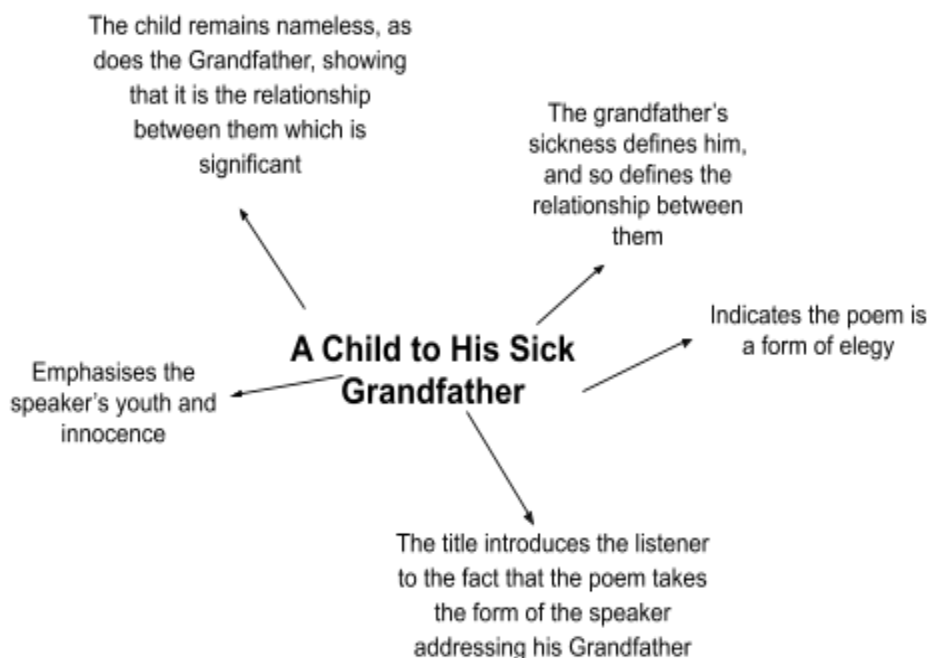 The child remains nameless, as
does the Grandfather, showing
that it is the relationship
between them which is
significant
The grandfather's
sickness defines him,
and so defines the
relationship between
them
Indicates the poem is
a form of elegy
A Child to His Sick
Grandfather
Emphasises the
speaker's youth and
innocence
The title introduces the listener
to the fact that the poem takes
the form of the speaker
addressing his Grandfather